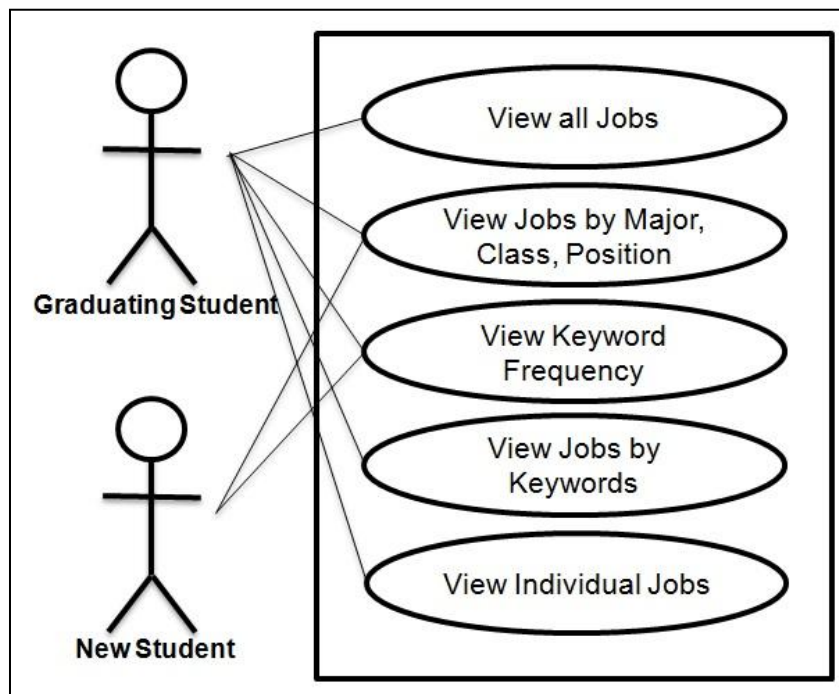 View all Jobs
View Jobs by Major,
Class, Position
Graduating Student
View Keyword
Frequency
View Jobs by
Keywords
View Individual Jobs
New Student